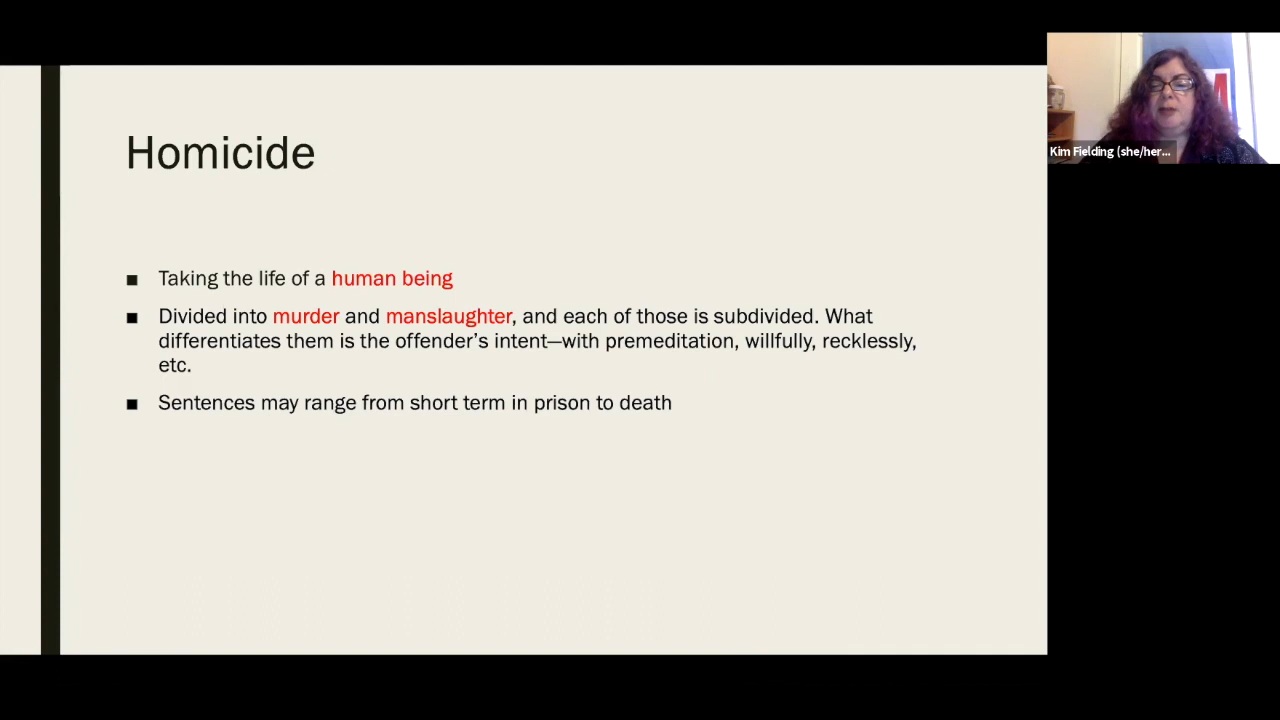 Homicide
■ Taking the life of a human being
■ Divided into murder and manslaughter, and each of those is subdivided. What
differentiates them is the offender’s intent—with premeditation, willfully, recklessly,
etc.
■ Sentences may range from short term in prison to death
Kim Fielding (she/her...